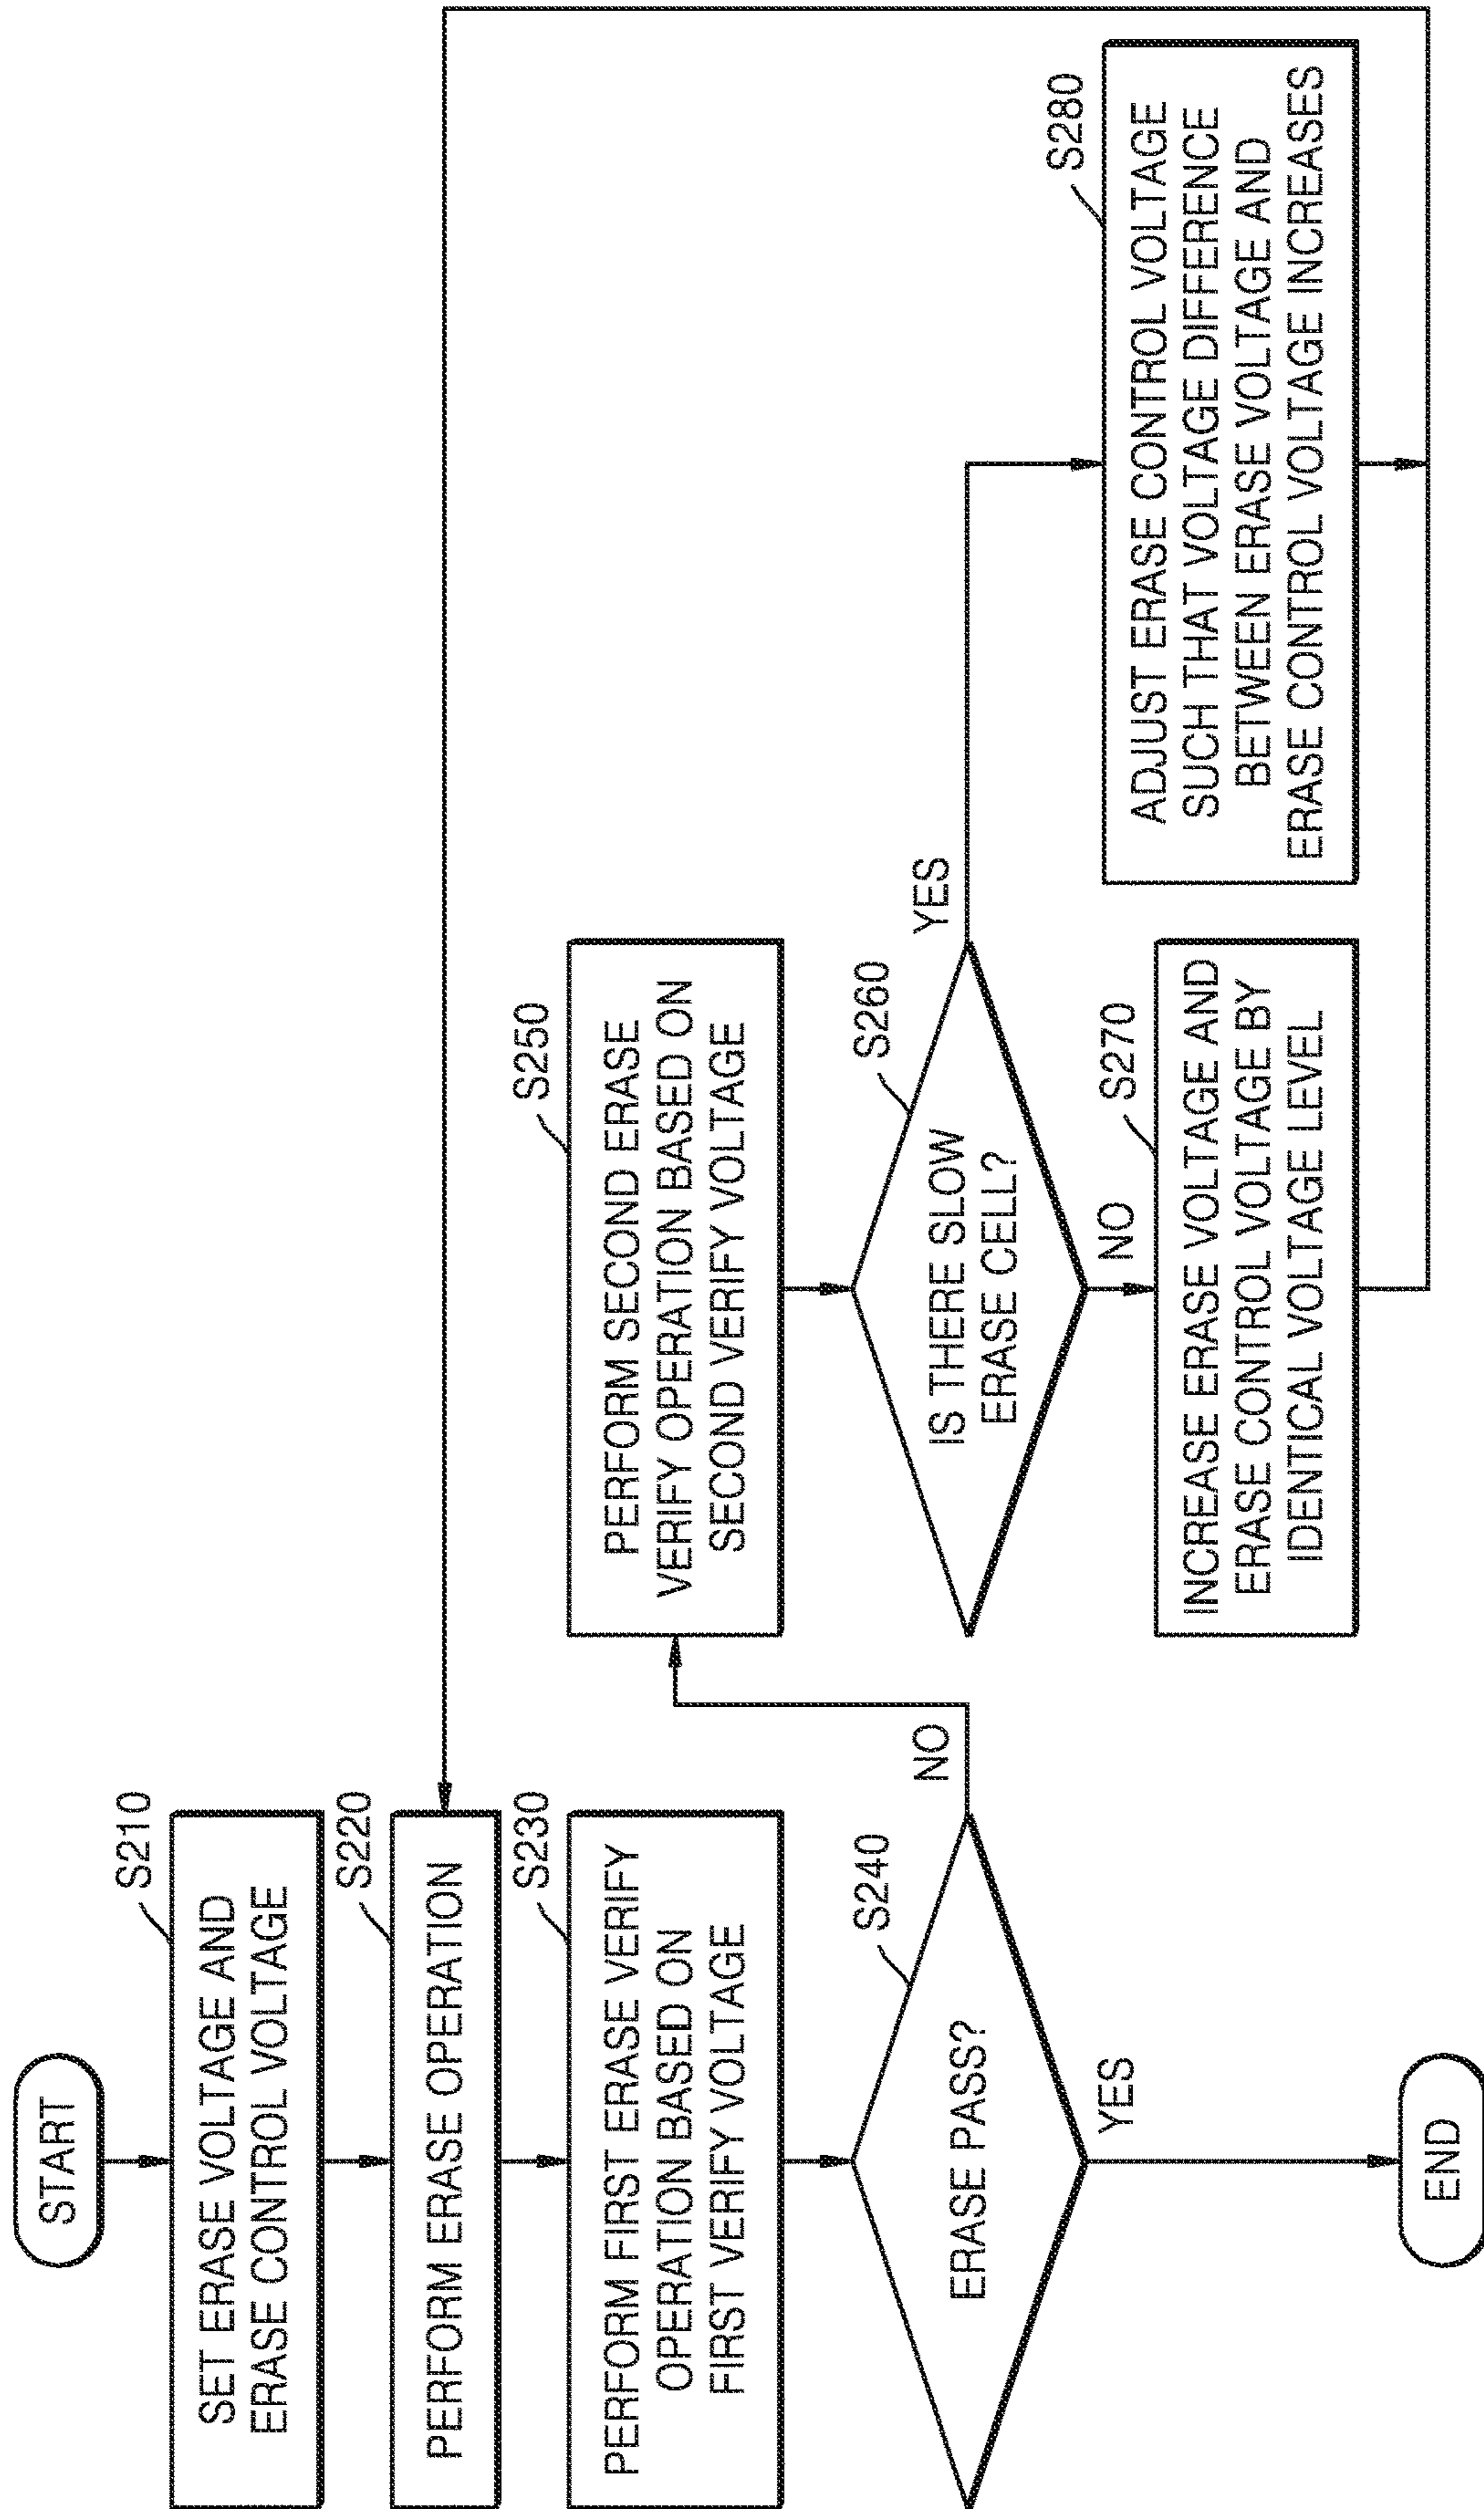 START
S210
SET ERASE VOLTAGE AND
ERASE CONTROL VOLTAGE
S220
PERFORM ERASE OPERATION
S230
PERFORM FIRST ERASE VERIFY
OPERATION BASED ON
FIRST VERIFY VOLTAGE
S240
ERASE PASS?
NO
YES
END
S250
PERFORM SECOND ERASE
VERIFY OPERATION BASED ON
SECOND VERIFY VOLTAGE
S260
IS THERE SLOW
ERASE CELL?
YES
NO
S270
INCREASE ERASE VOLTAGE AND
ERASE CONTROL VOLTAGE BY
IDENTICAL VOLTAGE LEVEL
S280
ADJUST ERASE CONTROL VOLTAGE
SUCH THAT VOLTAGE DIFFERENCE
BETWEEN ERASE VOLTAGE AND
ERASE CONTROL VOLTAGE INCREASES